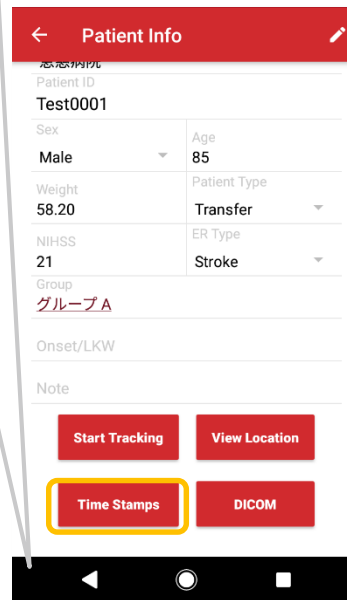 Patient Info
Patient ID
Test0001
Sex
Male
Age
85
Weight
58.20
Patient Type
Transfer
NIHSS
21
ER Type
Stroke
Group
グループ A
Onset/LKW
Note
Start Tracking
View Location
Time Stamps
DICOM